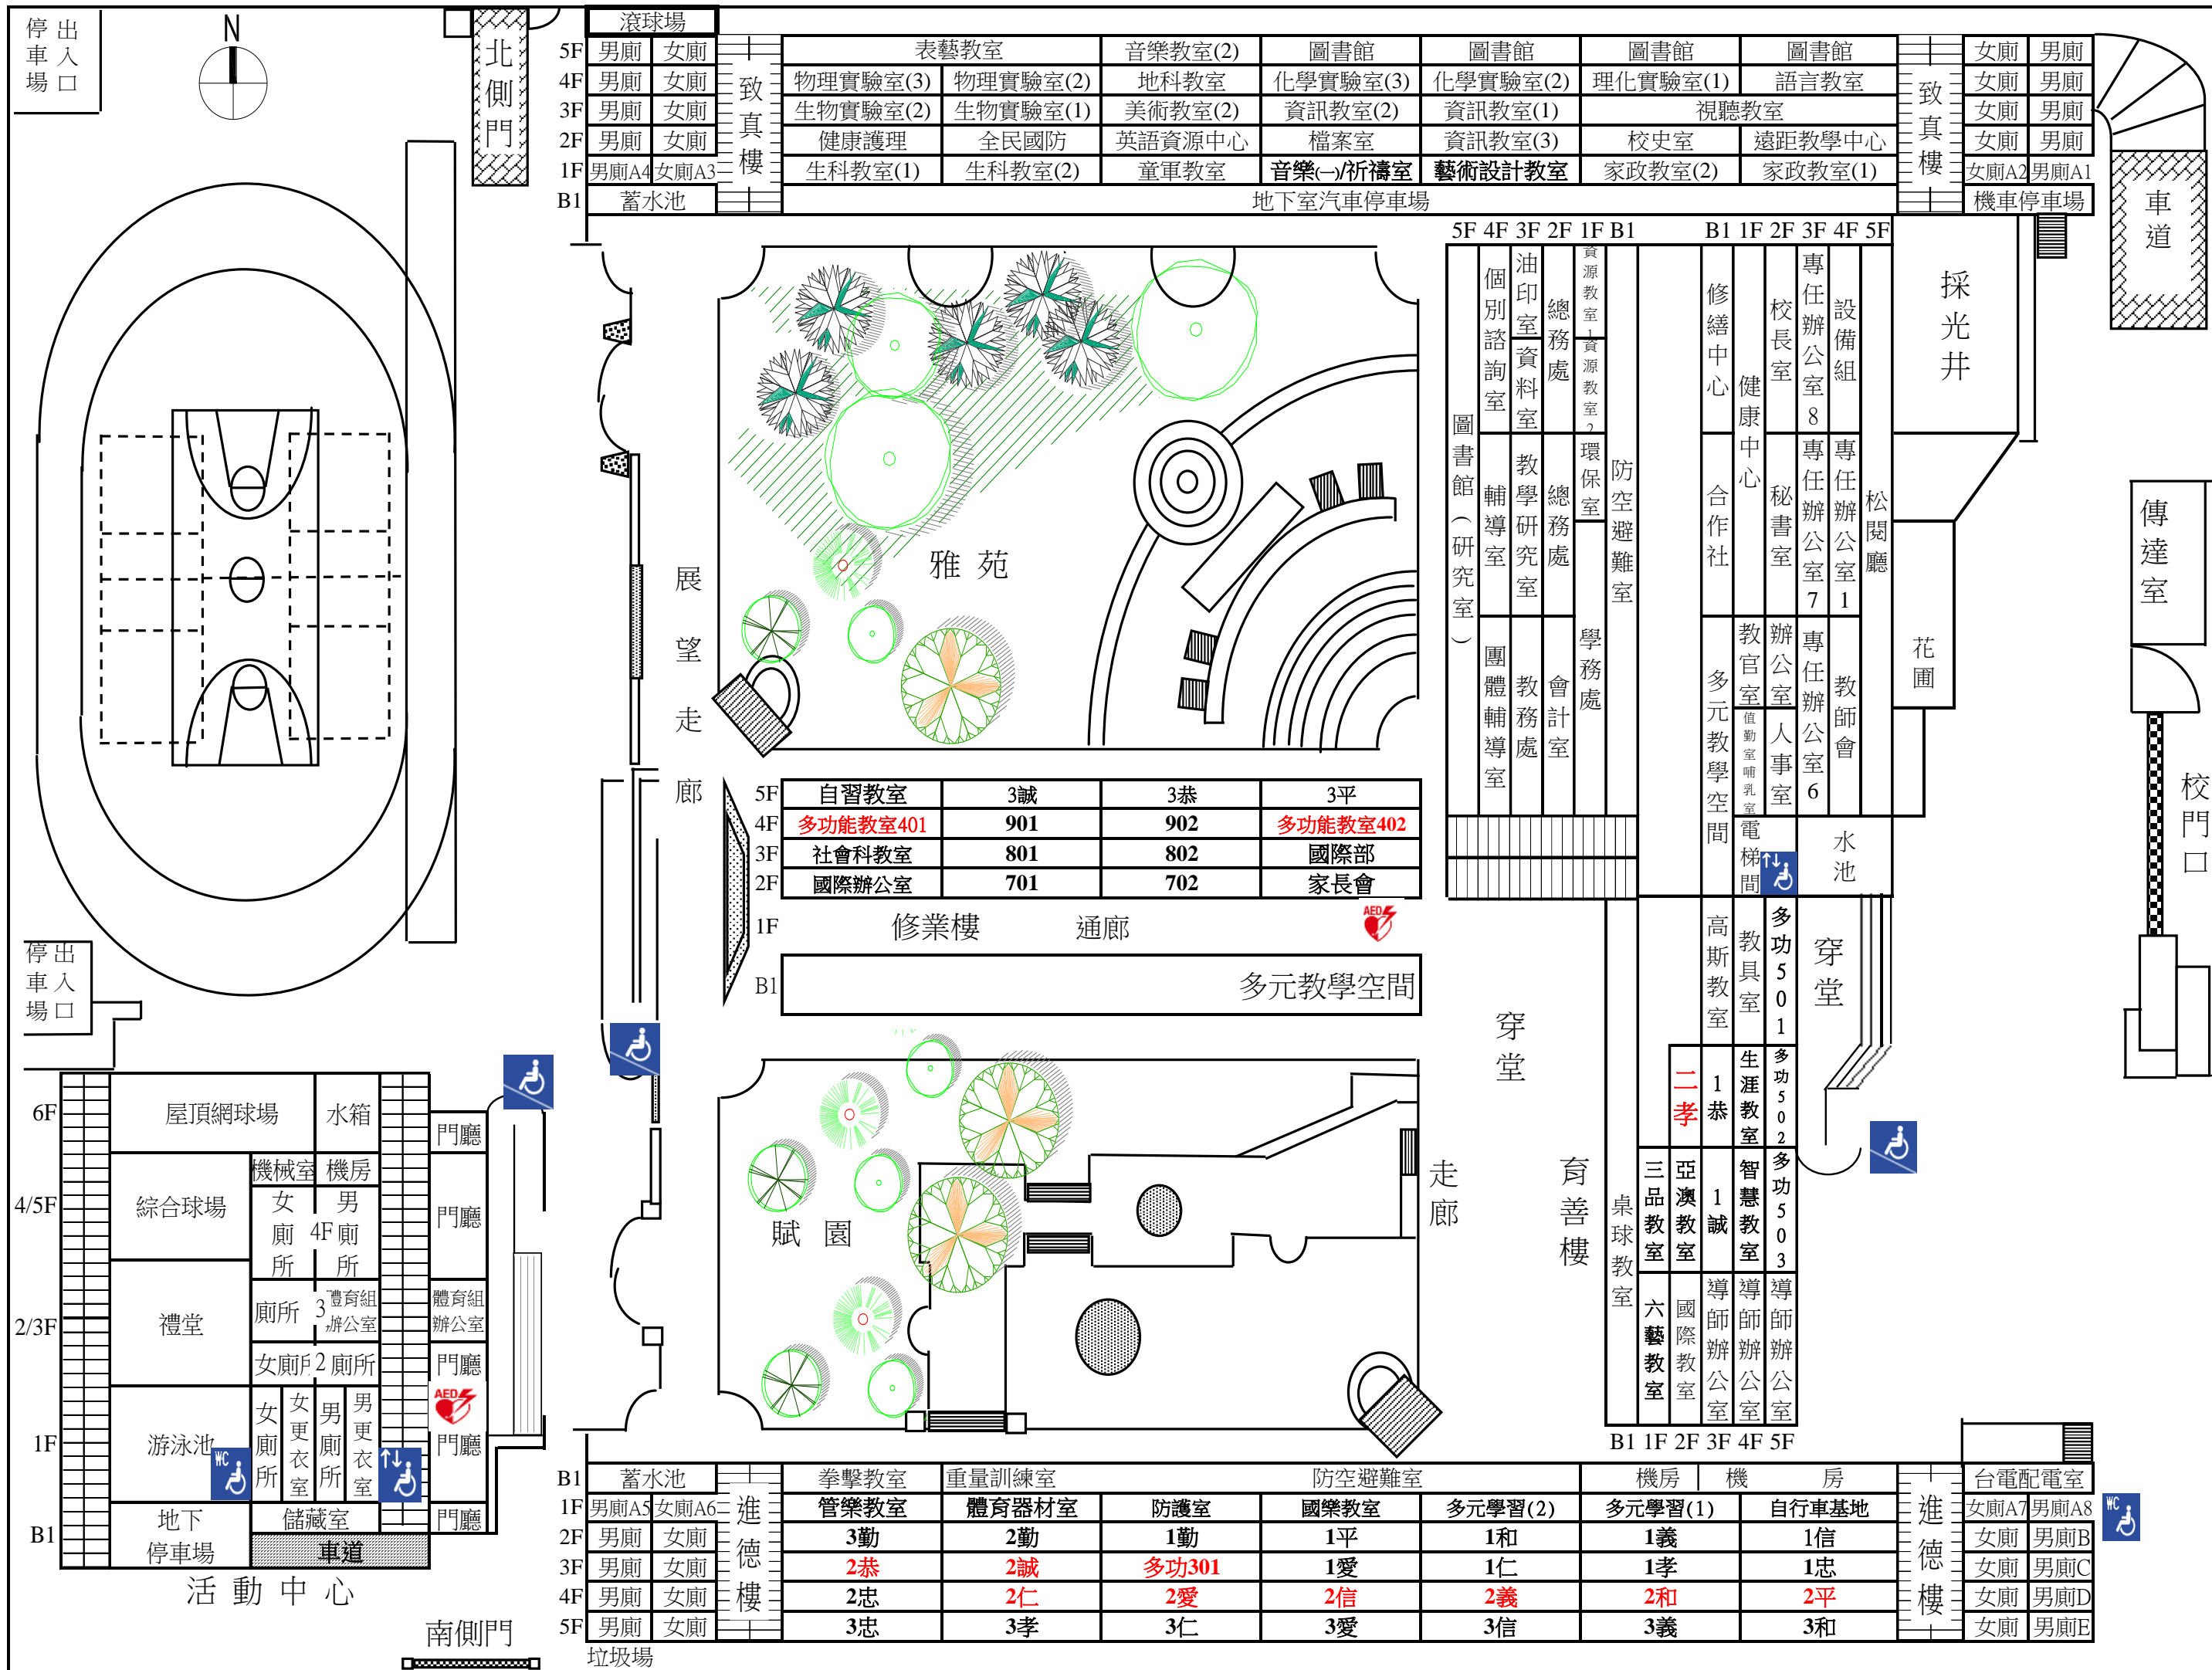 停車場
出入口
N
北側門
滾球場
5F 男廁 女廁 表藝教室 音樂教室(2) 圖書館 圖書館 圖書館 圖書館 女廁 男廁
4F 男廁 女廁 物理實驗室(3) 物理實驗室(2) 地科教室 化學實驗室(3) 化學實驗室(2) 理化實驗室(1) 語言教室 女廁 男廁
3F 男廁 女廁 生物實驗室(2) 生物實驗室(1) 美術教室(2) 資訊教室(2) 資訊教室(1) 視聽教室 女廁 男廁
2F 男廁 女廁 健康護理 全民國防 英語資源中心 檔案室 資訊教室(3) 校史室 遠距教學中心 女廁 男廁
1F 男廁A4 女廁A3 生科教室(1) 生科教室(2) 童軍教室 音樂(一)/祈禱室 藝術設計教室 家政教室(2) 家政教室(1) 女廁A2 男廁A1
B1 蓄水池 地下室汽車停車場 機車停車場
致真樓
致真樓
車道
5F 4F 3F 2F 1F B1
B1 1F 2F 3F 4F 5F
圖書館(研究室)
個別諮詢室
輔導室
團體輔導室
油印室
資料室
教學研究室
教務處
總務處
總務處
會計室
資源教室1
資源教室2
環保室
學務處
防空避難室
修繕中心
合作社
多元教學空間
健康中心
教官室
值勤室哺乳室
電梯間
校長室
秘書室
辦公室
人事室
專任辦公室8
專任辦公室7
專任辦公室6
設備組
專任辦公室1
教師會
松閱廳
採光井
花圃
水池
傳達室
校門口
雅苑
展望走廊
5F 自習教室 3誠 3恭 3平
4F 多功能教室401 901 902 多功能教室402
3F 社會科教室 801 802 國際部
2F 國際辦公室 701 702 家長會
1F 修業樓 通廊 AED
B1 多元教學空間
停車場
出入口
高斯教室
教具室
多功501
穿堂
穿堂
二孝
1恭
生涯教室
多功502
三品教室
亞澳教室
1誠
智慧教室
多功503
桌球教室
六藝教室
國際教室
導師辦公室
導師辦公室
導師辦公室
B1 1F 2F 3F 4F 5F
育善樓
走廊
賦園
6F 屋頂網球場 水箱 門廳
機械室 機房
4/5F 綜合球場 女廁所 4F 男廁所 門廳
2/3F 禮堂 廁所 3 體育組辦公室 體育組辦公室
女廁所 2 廁所 門廳
AED
1F 游泳池 WC 女廁所 女更衣室 男廁所 男更衣室 門廳
B1 地下停車場 儲藏室 門廳
車道
活動中心
南側門
B1 蓄水池 拳擊教室 重量訓練室 防空避難室 機房 機房 台電配電室
1F 男廁A5 女廁A6 管樂教室 體育器材室 防護室 國樂教室 多元學習(2) 多元學習(1) 自行車基地 女廁A7 男廁A8 WC
2F 男廁 女廁 3勤 2勤 1勤 1平 1和 1義 1信 女廁 男廁B
3F 男廁 女廁 2恭 2誠 多功301 1愛 1仁 1孝 1忠 女廁 男廁C
4F 男廁 女廁 2忠 2仁 2愛 2信 2義 2和 2平 女廁 男廁D
5F 男廁 女廁 3忠 3孝 3仁 3愛 3信 3義 3和 女廁 男廁E
進德樓
進德樓
垃圾場